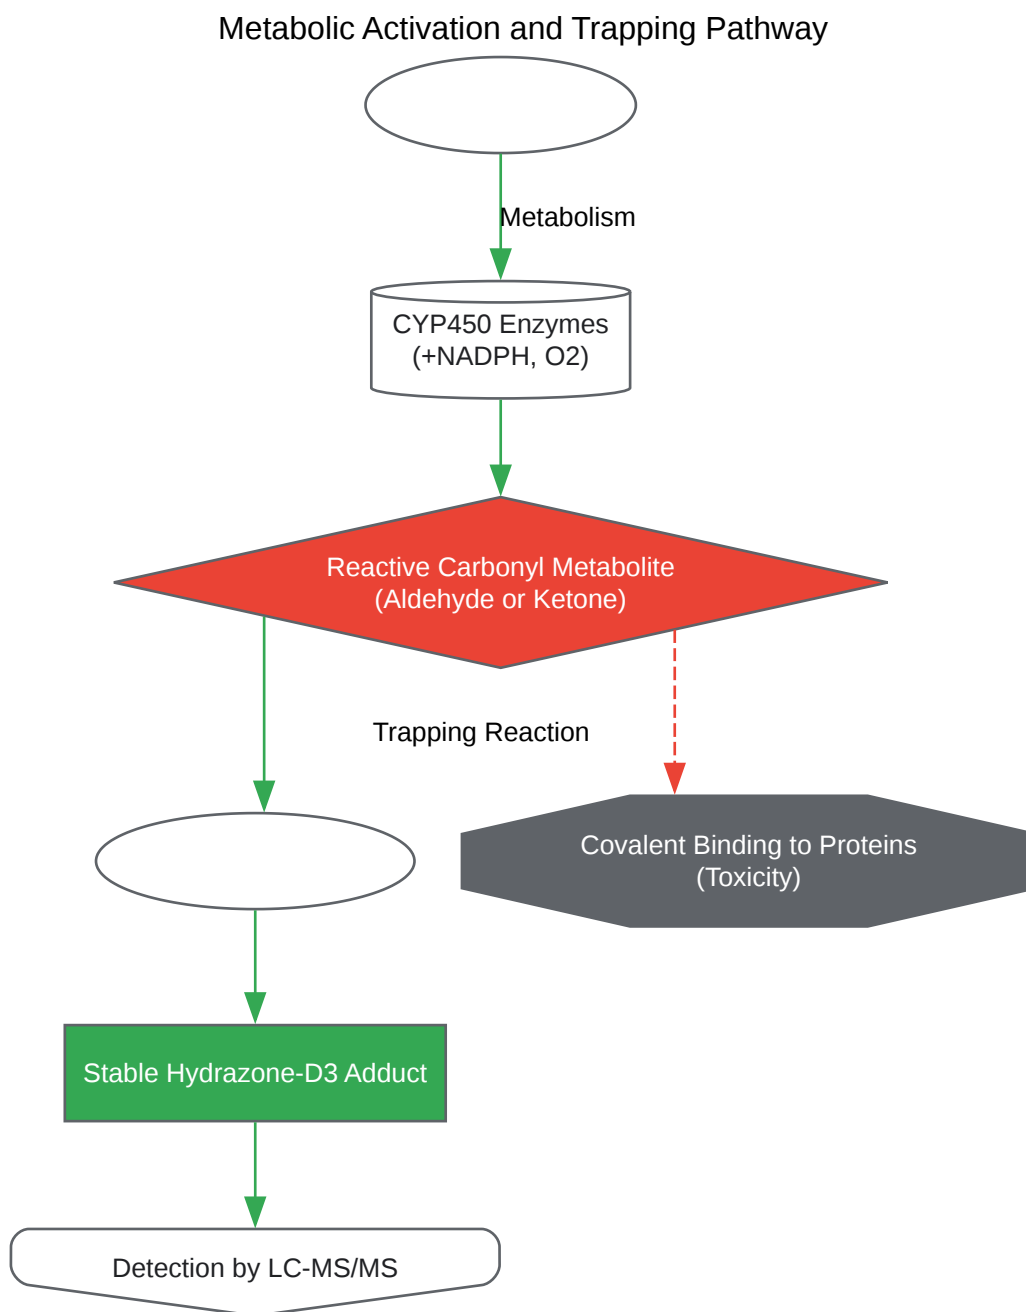 Metabolic Activation and Trapping Pathway
Metabolism
CYP450 Enzymes
(+NADPH, O2)
Reactive Carbonyl Metabolite
(Aldehyde or Ketone)
Trapping Reaction
Covalent Binding to Proteins
(Toxicity)
Stable Hydrazone-D3 Adduct
Detection by LC-MS/MS